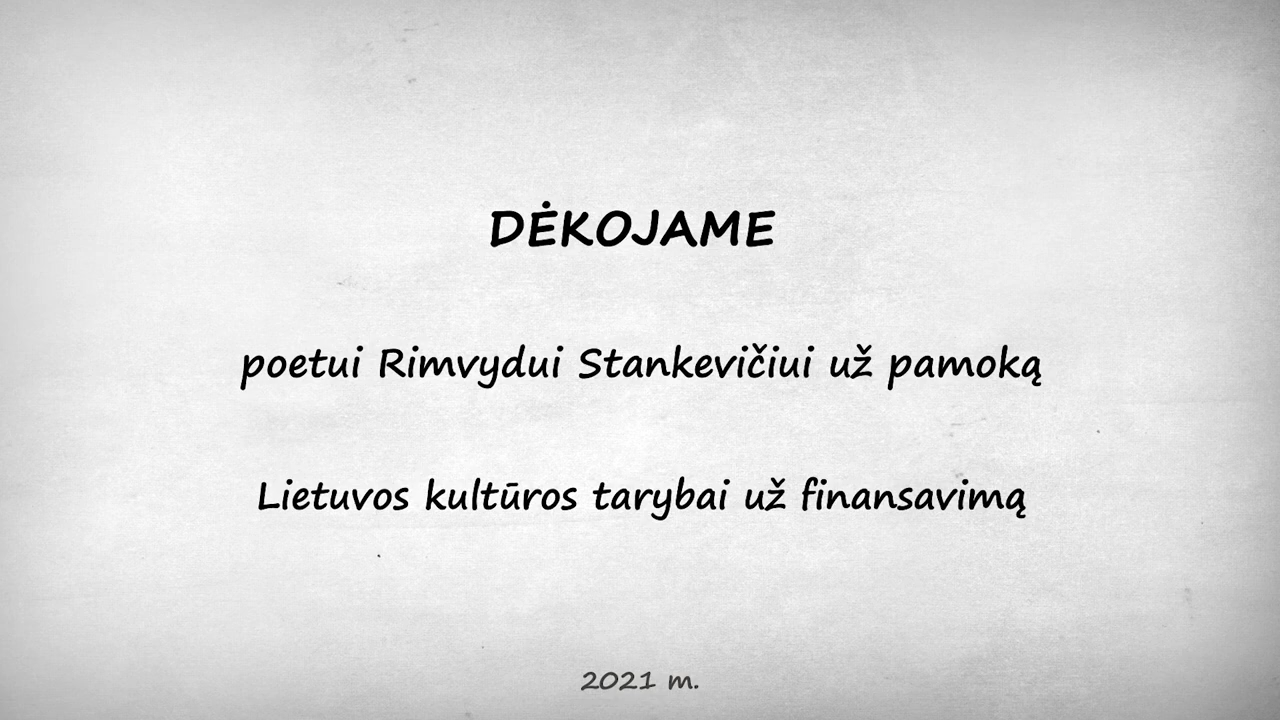 DĖKOJAME
poetui Rimvydui Stankevičiui už pamoką
Lietuvos kultūros tarybai už finansavimą
2021 m.